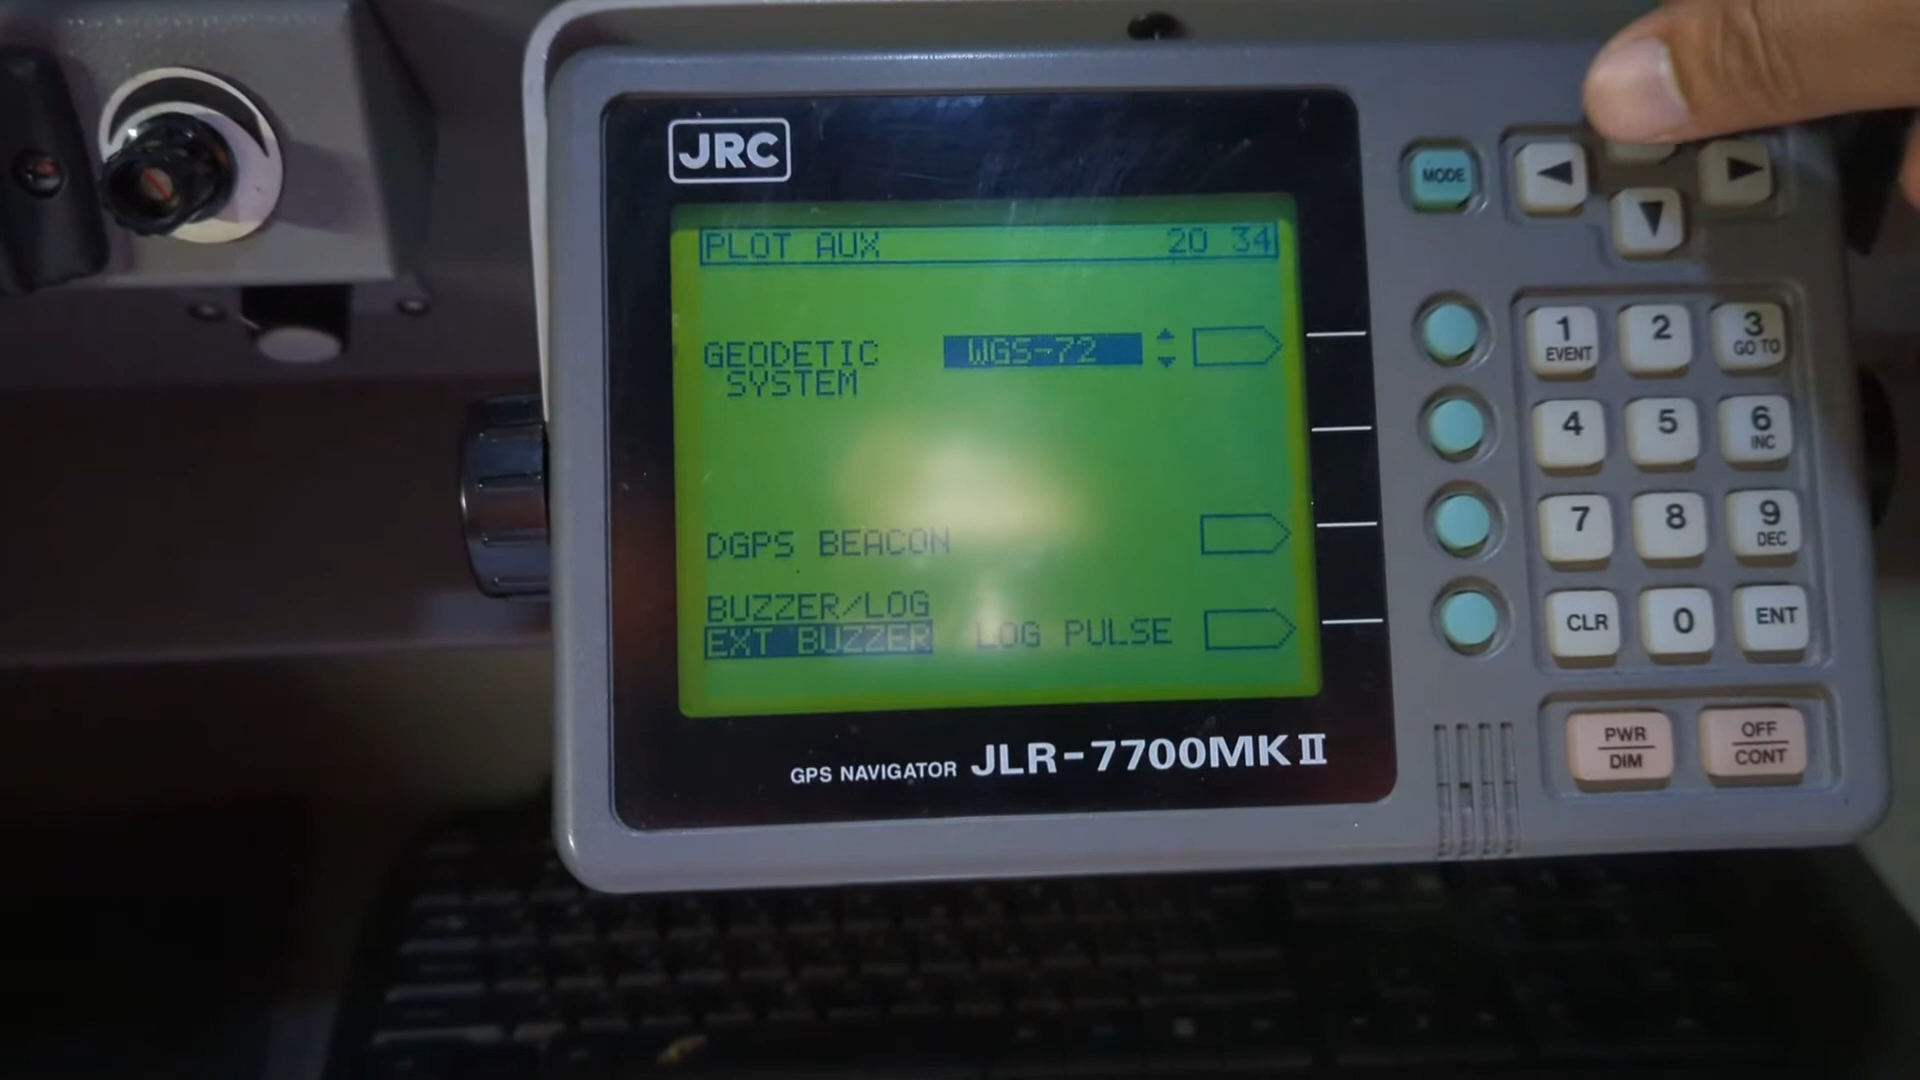 JRC
PLOT AUX 20 34
GEODETIC WGS-72
SYSTEM
DGPS BEACON
BUZZER/LOG
EXT BUZZER LOG PULSE
GPS NAVIGATOR JLR-7700MKⅡ
MODE
1 2 3
EVENT GO TO
4 5 6
INC
7 8 9
DEC
CLR 0 ENT
PWR OFF
DIM CONT